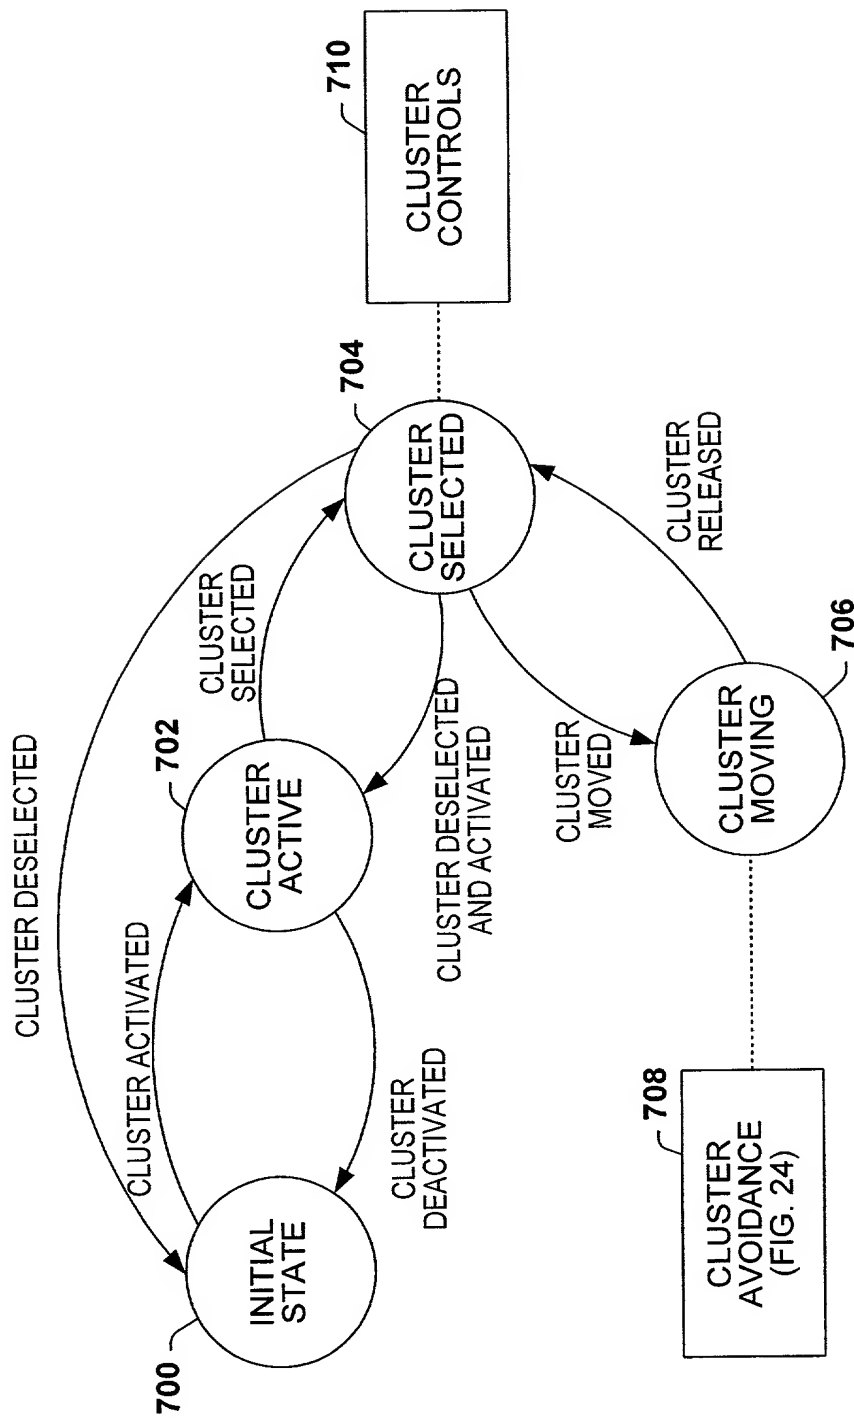 CLUSTER DESELECTED
CLUSTER ACTIVATED
700
INITIAL
STATE
CLUSTER
DEACTIVATED
702
CLUSTER
ACTIVE
CLUSTER
SELECTED
CLUSTER DESELECTED
AND ACTIVATED
704
CLUSTER
SELECTED
710
CLUSTER
CONTROLS
CLUSTER
MOVED
CLUSTER
RELEASED
706
CLUSTER
MOVING
708
CLUSTER
AVOIDANCE
(FIG. 24)